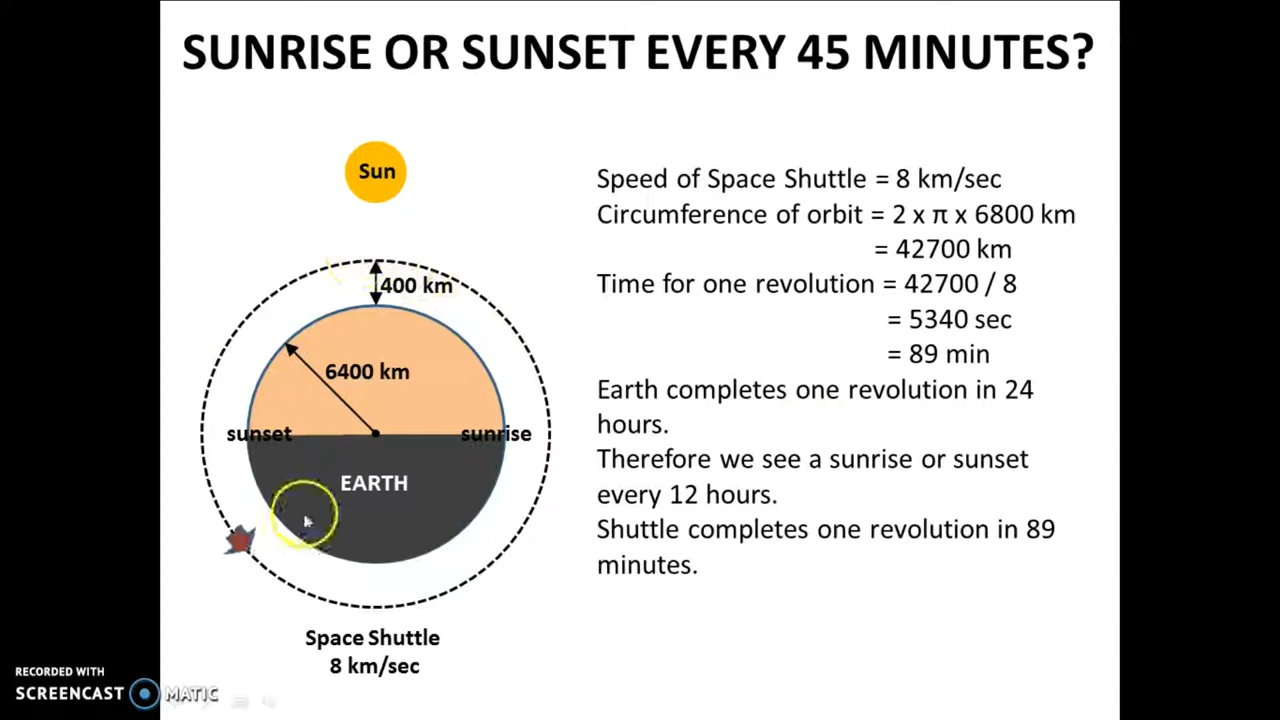 SUNRISE OR SUNSET EVERY 45 MINUTES?
Sun
400 km
6400 km
sunset
sunrise
EARTH
Space Shuttle
8 km/sec
Speed of Space Shuttle = 8 km/sec
Circumference of orbit = 2 x π x 6800 km
= 42700 km
Time for one revolution = 42700 / 8
= 5340 sec
= 89 min
Earth completes one revolution in 24
hours.
Therefore we see a sunrise or sunset
every 12 hours.
Shuttle completes one revolution in 89
minutes.
RECORDED WITH
SCREENCAST MATIC